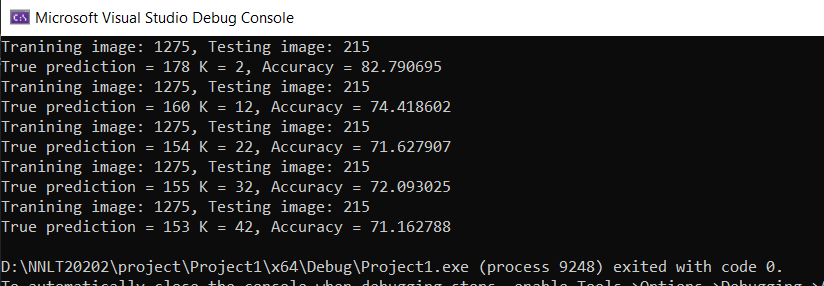 C:\
Microsoft Visual Studio Debug Console
Tranining image: 1275, Testing image: 215
True prediction = 178 K = 2, Accuracy = 82.790695
Tranining image: 1275, Testing image: 215
True prediction = 160 K = 12, Accuracy = 74.418602
Tranining image: 1275, Testing image: 215
True prediction = 154 K = 22, Accuracy = 71.627907
Tranining image: 1275, Testing image: 215
True prediction = 155 K = 32, Accuracy = 72.093025
Tranining image: 1275, Testing image: 215
True prediction = 153 K = 42, Accuracy = 71.162788
D:\NNLT20202\project\Project1\x64\Debug\Project1.exe (process 9248) exited with code 0.
To automatically close the console when debugging stops, enable Tools->Options->Debugging->